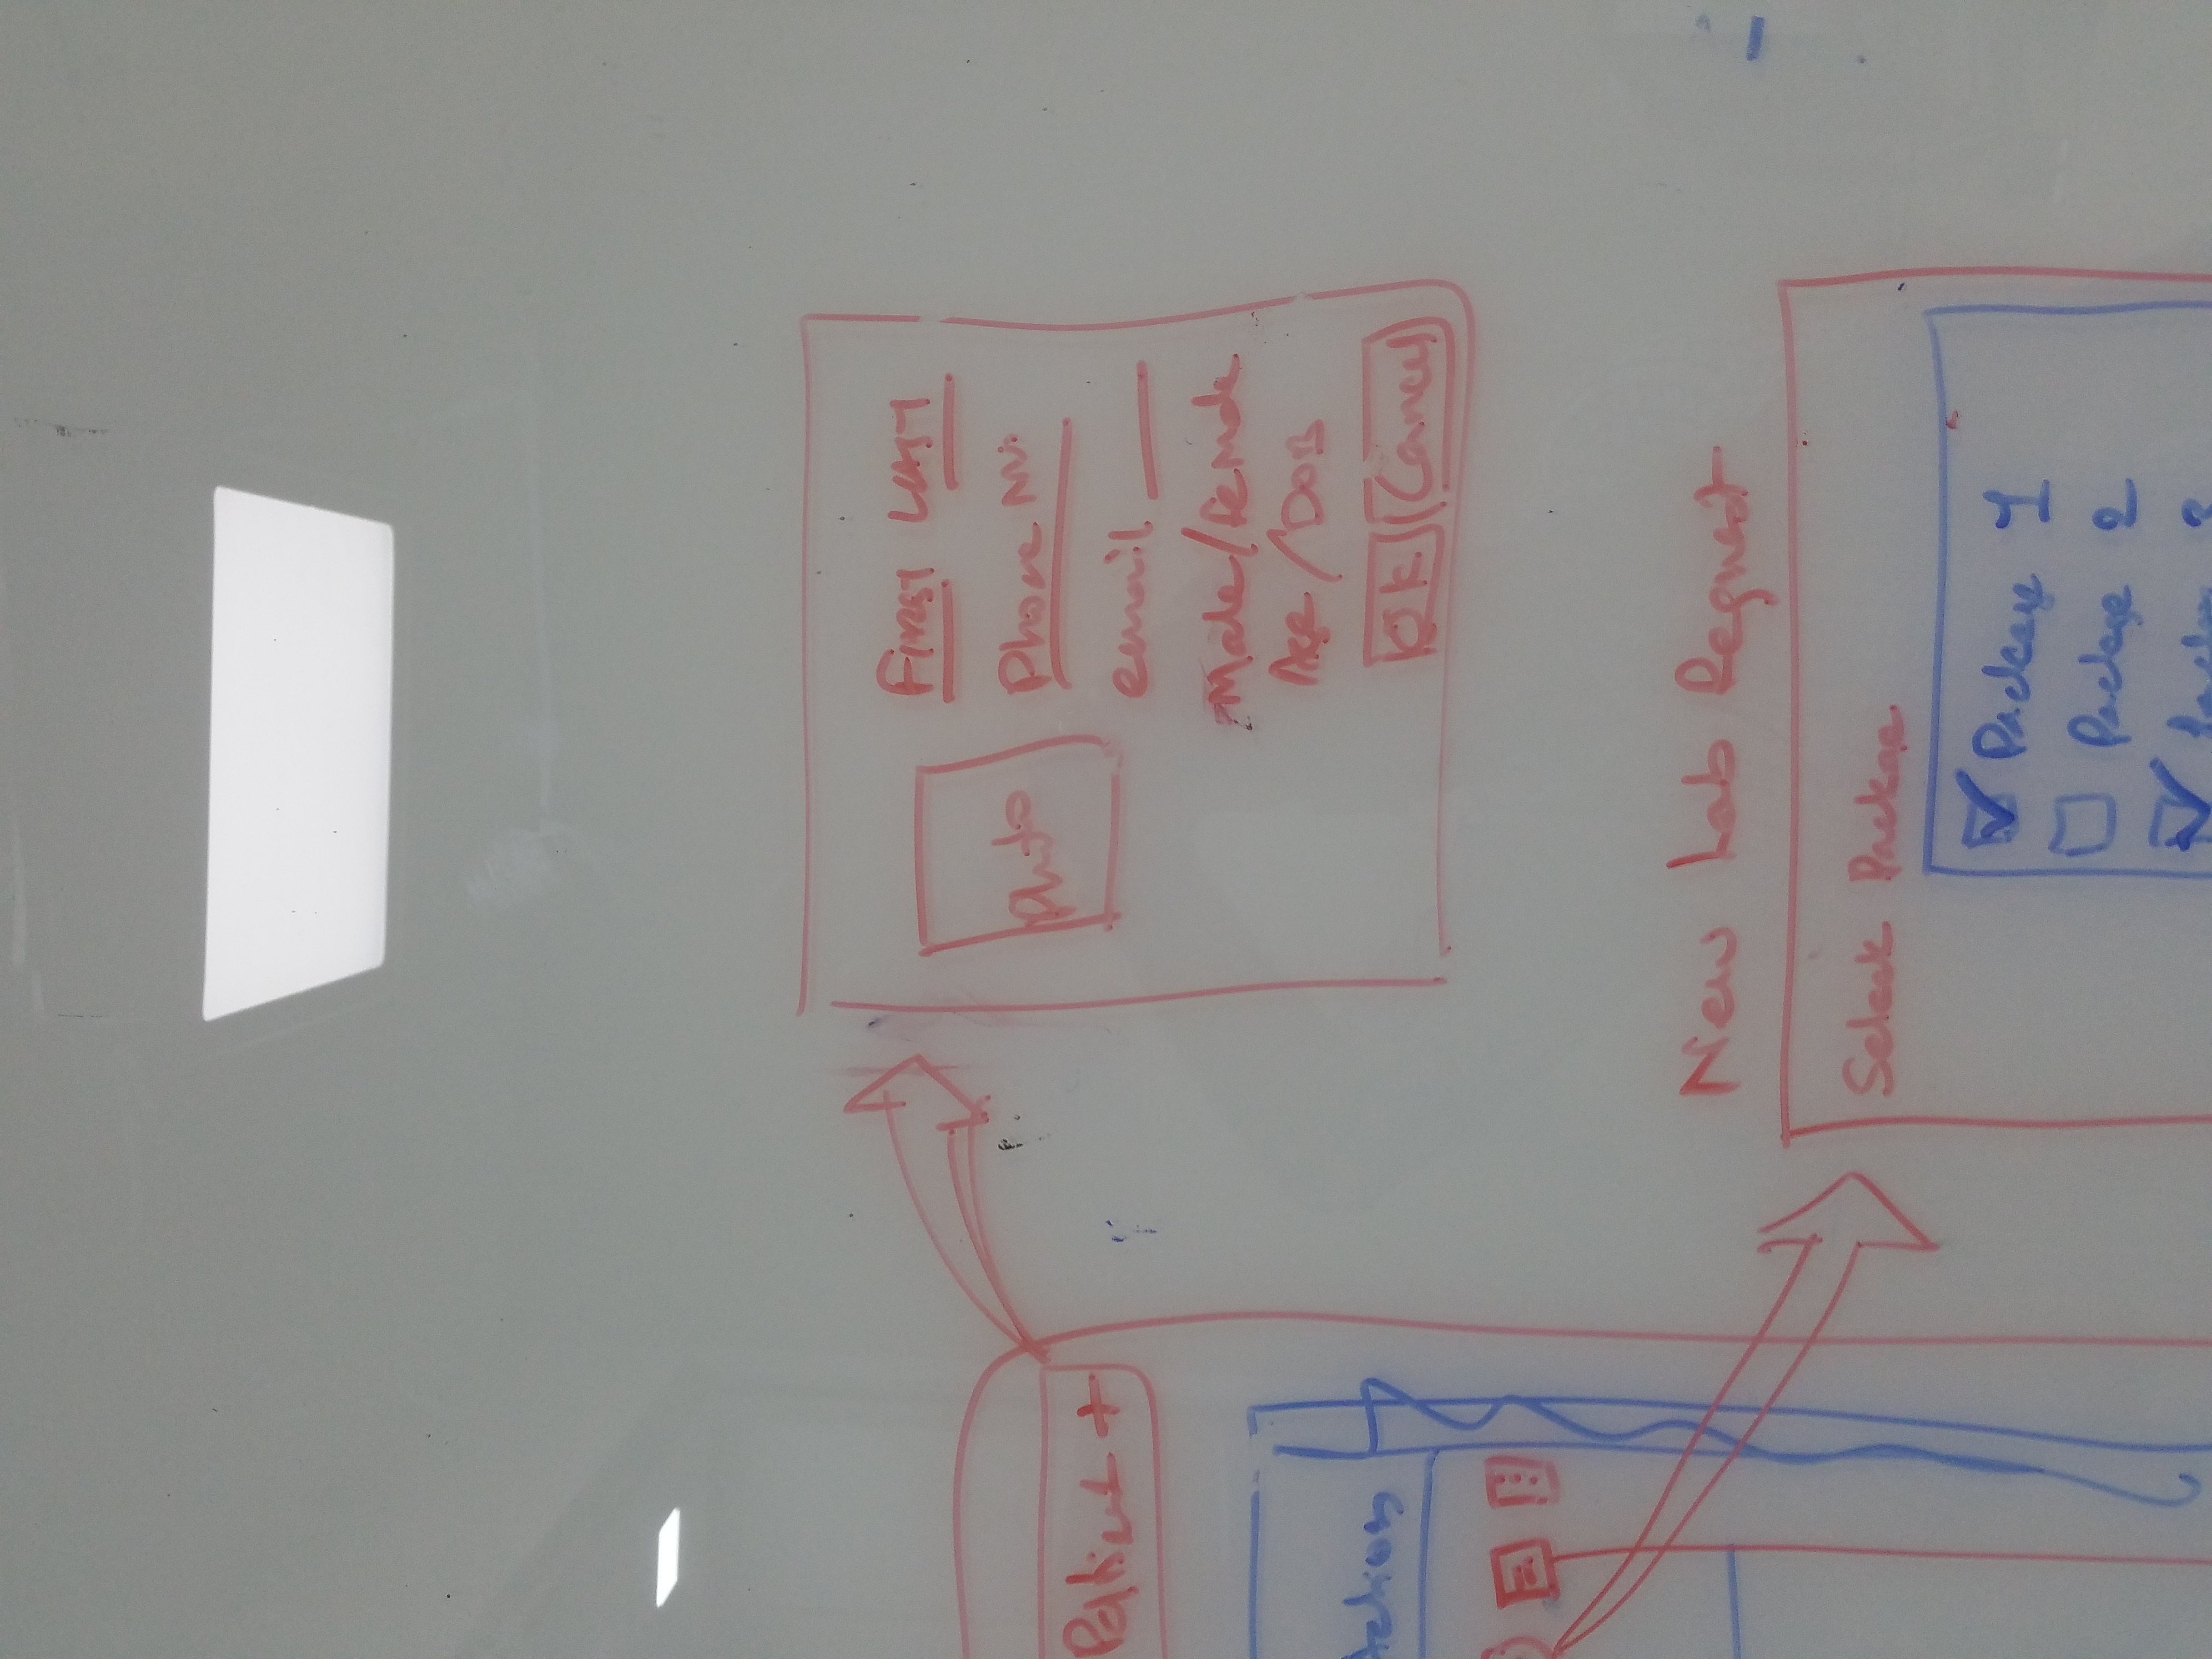 Patient +
Actions
First Last
Photo
Phone No:
email
Male/Female
Age/DOB
OK Cancel
New Lab Request
Select Package
Package 1
Package 2
Package 3